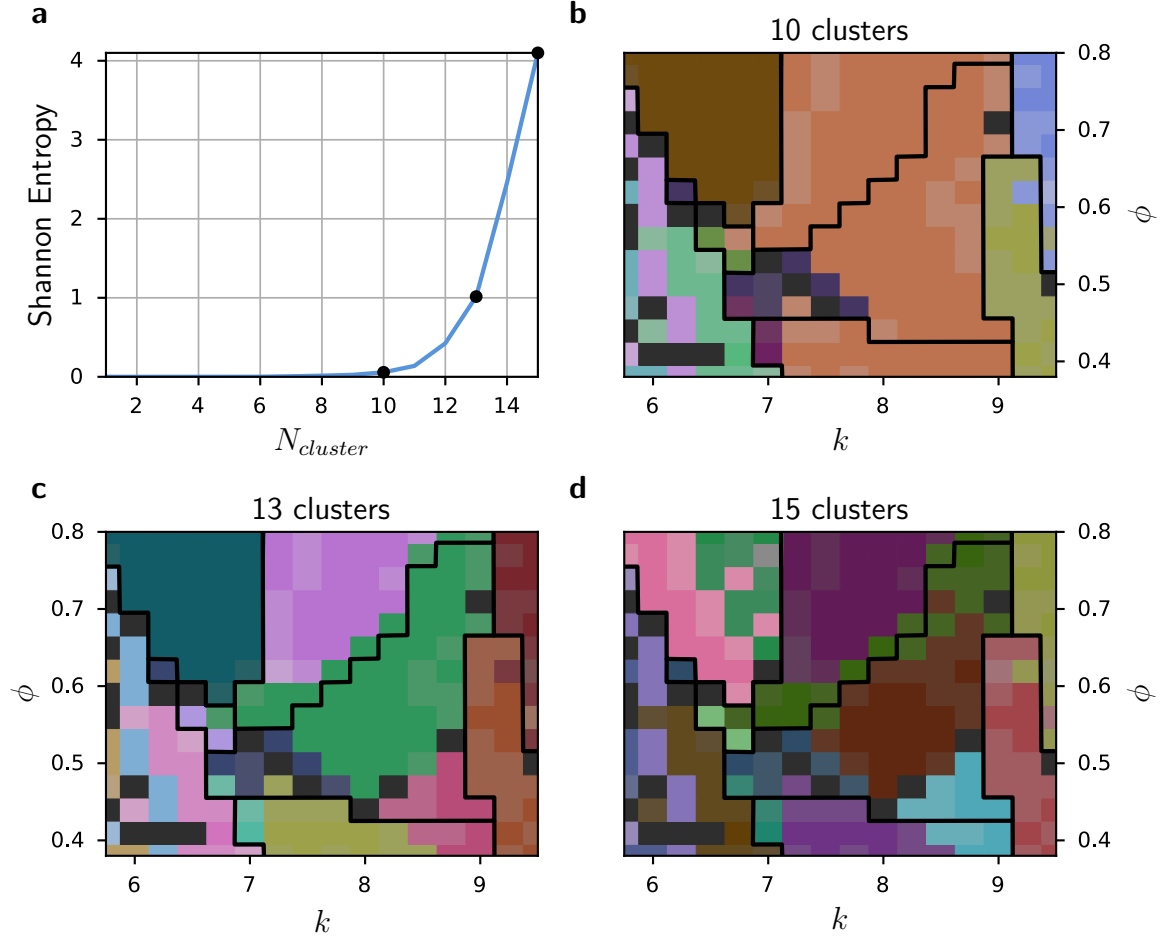 a
Shannon Entropy
4
3
2
1
0
2 4 6 8 10 12 14
N_cluster
b
10 clusters
0.8
0.7
0.6
0.5
0.4
ϕ
6 7 8 9
k
c
13 clusters
0.8
0.7
0.6
0.5
0.4
ϕ
6 7 8 9
k
d
15 clusters
0.8
0.7
0.6
0.5
0.4
ϕ
6 7 8 9
k